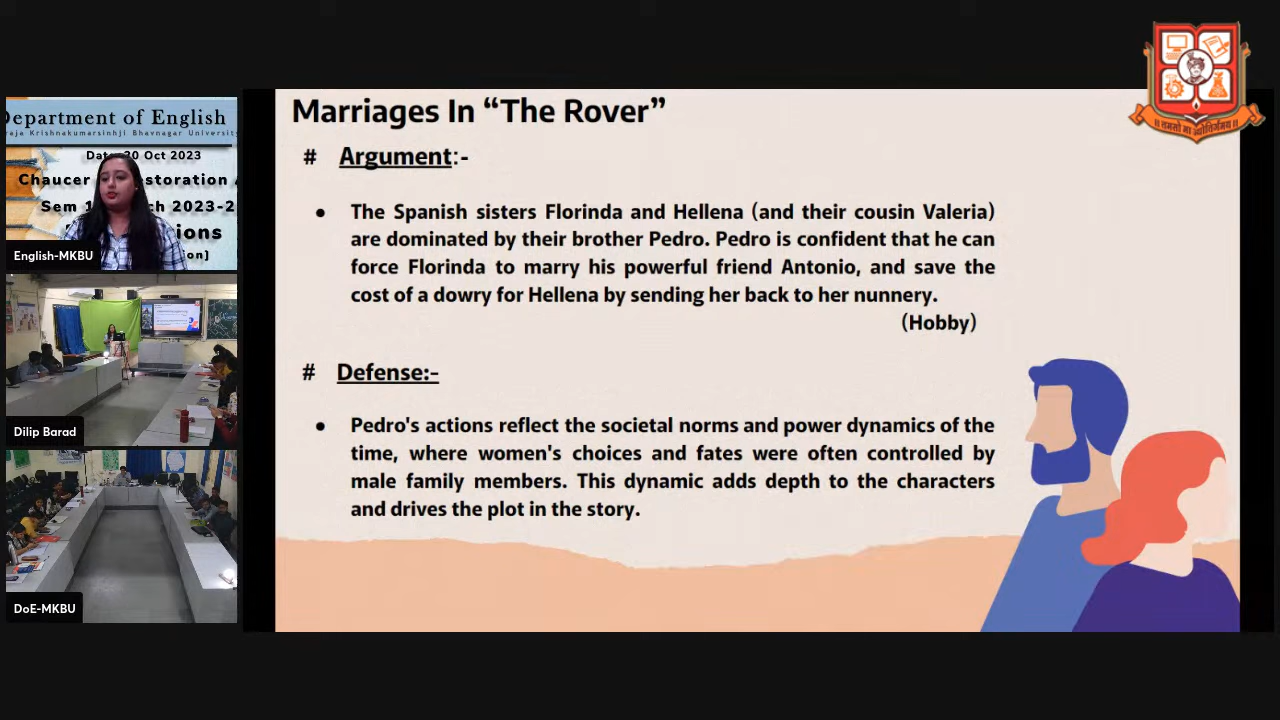 Marriages In “The Rover”
# Argument:-
● The Spanish sisters Florinda and Hellena (and their cousin Valeria)
are dominated by their brother Pedro. Pedro is confident that he can
force Florinda to marry his powerful friend Antonio, and save the
cost of a dowry for Hellena by sending her back to her nunnery.
(Hobby)
# Defense:-
● Pedro's actions reflect the societal norms and power dynamics of the
time, where women's choices and fates were often controlled by
male family members. This dynamic adds depth to the characters
and drives the plot in the story.
Department of English
Krishnakumarsinhji Bhavnagar University
20 Oct 2023
Chaucer
Sem
English-MKBU
Dilip Barad
DoE-MKBU